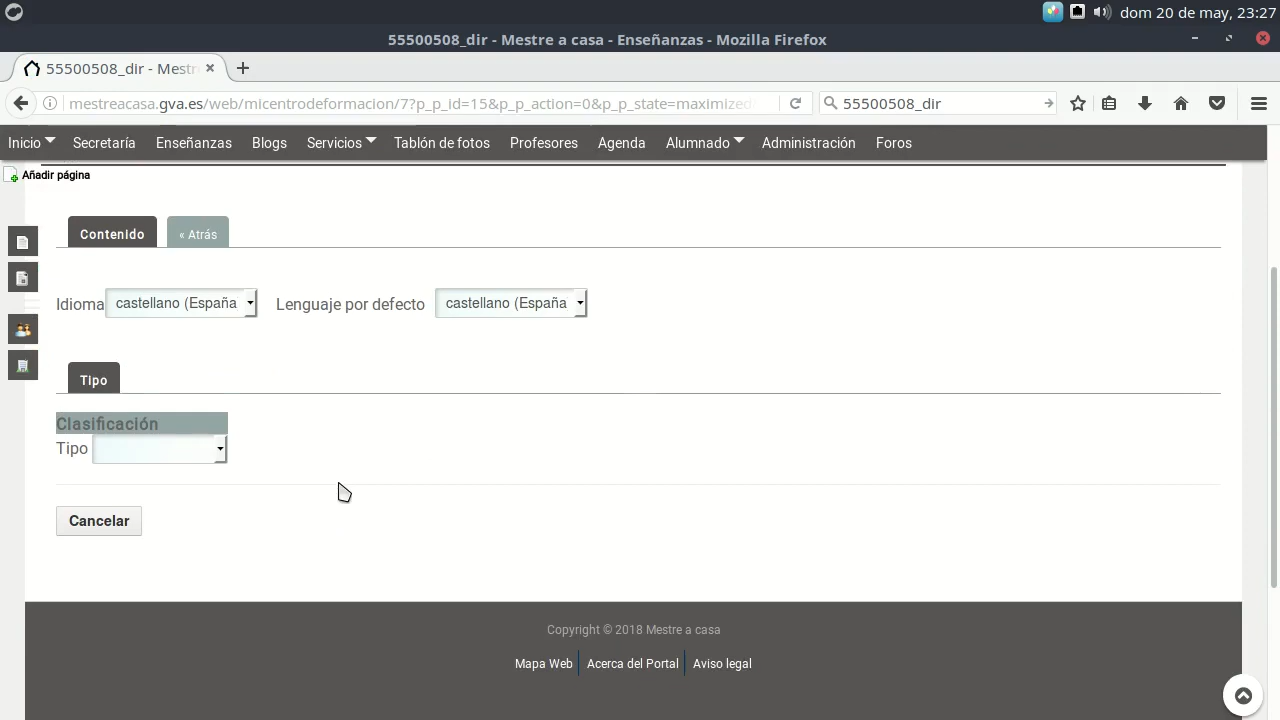 dom 20 de may, 23:27
55500508_dir - Mestre a casa - Enseñanzas - Mozilla Firefox
55500508_dir - Mestr
mestreacasa.gva.es/web/micentrodeformacion/7?p_p_id=15&p_p_action=0&p_p_state=maximized
55500508_dir
Inicio Secretaría Enseñanzas Blogs Servicios Tablón de fotos Profesores Agenda Alumnado Administración Foros
Añadir página
Contenido « Atrás
Idioma castellano (España Lenguaje por defecto castellano (España
Tipo
Clasificación
Tipo
Cancelar
Copyright © 2018 Mestre a casa
Mapa Web Acerca del Portal Aviso legal